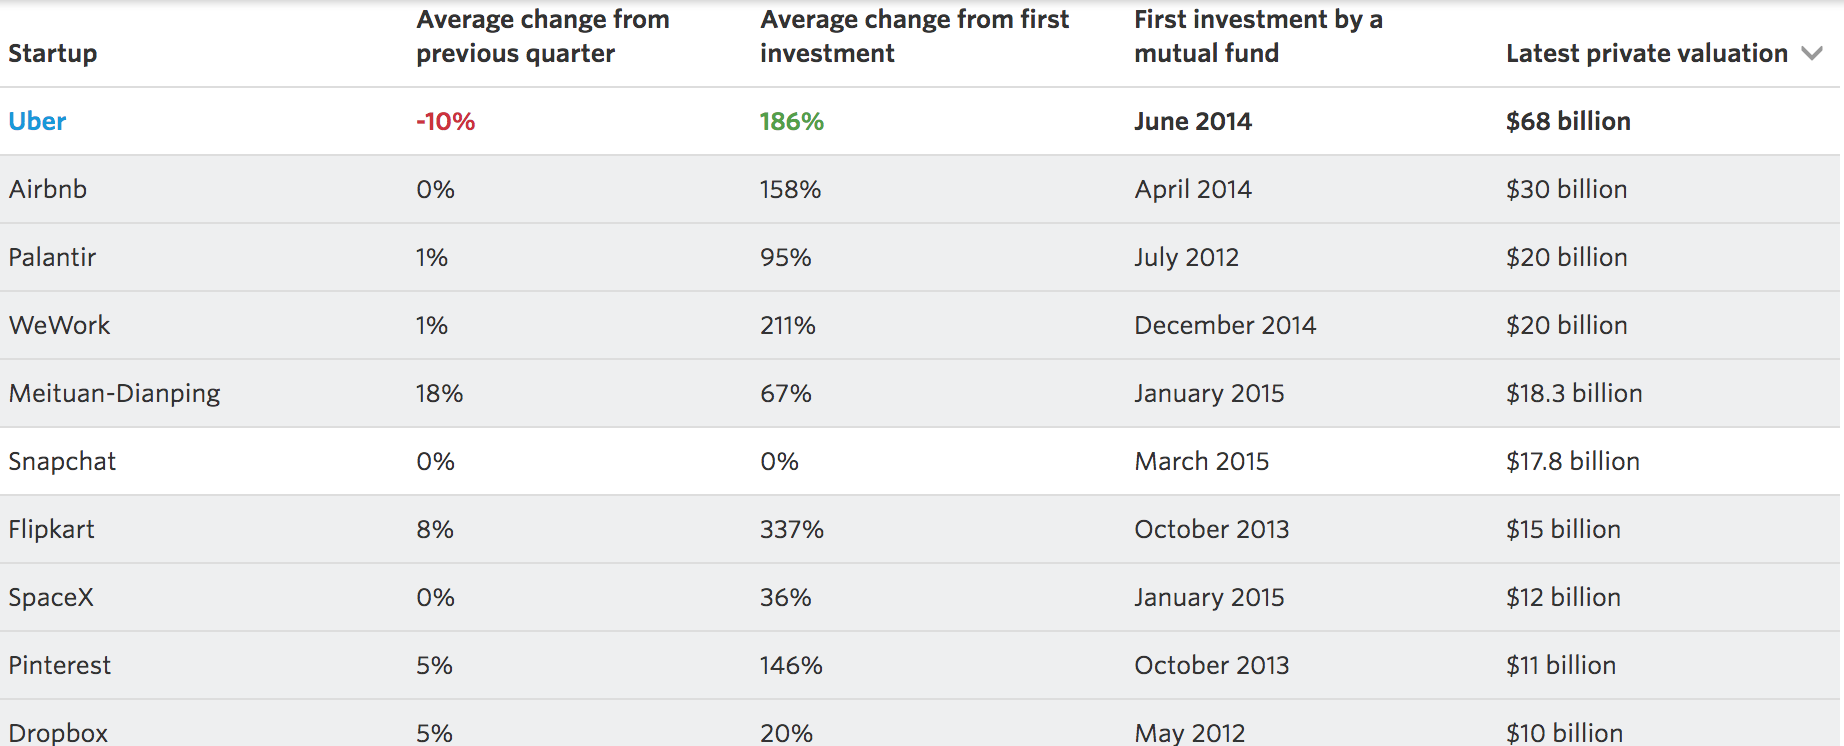 Startup Average change from previous quarter Average change from first investment First investment by a mutual fund Latest private valuation
Uber -10% 186% June 2014 $68 billion
Airbnb 0% 158% April 2014 $30 billion
Palantir 1% 95% July 2012 $20 billion
WeWork 1% 211% December 2014 $20 billion
Meituan-Dianping 18% 67% January 2015 $18.3 billion
Snapchat 0% 0% March 2015 $17.8 billion
Flipkart 8% 337% October 2013 $15 billion
SpaceX 0% 36% January 2015 $12 billion
Pinterest 5% 146% October 2013 $11 billion
Dropbox 5% 20% May 2012 $10 billion